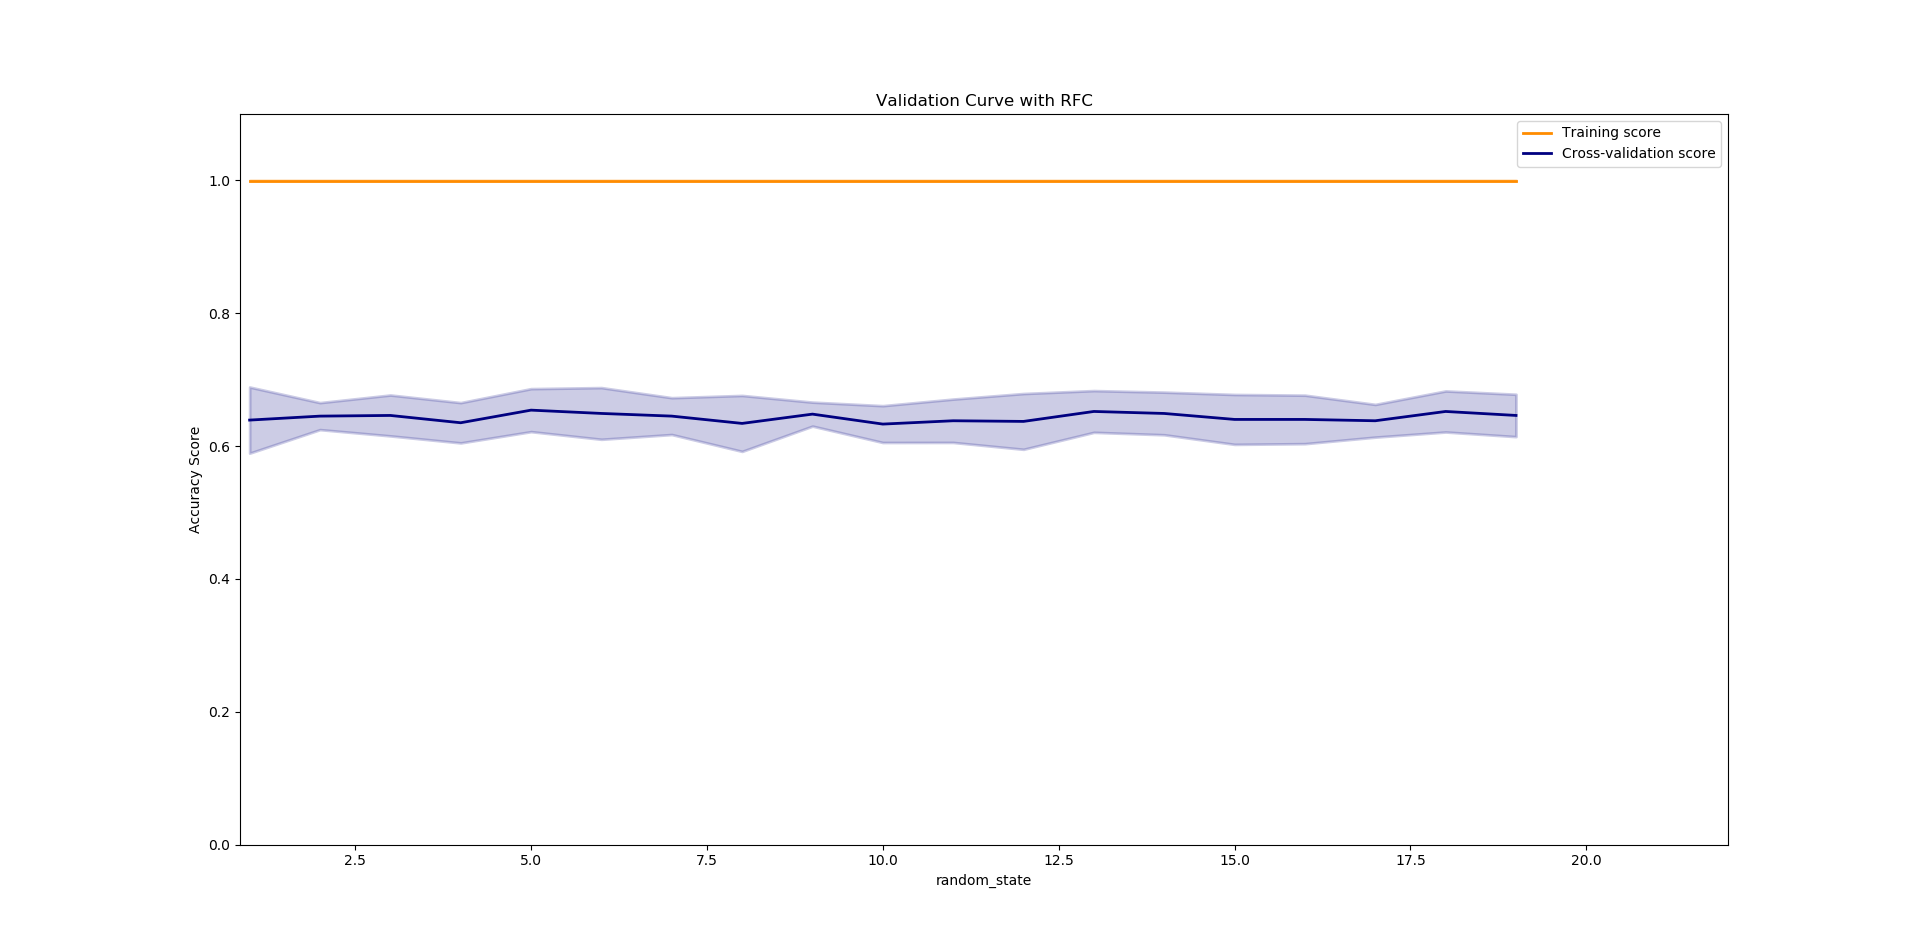 Validation Curve with RFC
Training score
Cross-validation score
1.0
0.8
0.6
0.4
0.2
0.0
Accuracy Score
2.5 5.0 7.5 10.0 12.5 15.0 17.5 20.0
random_state